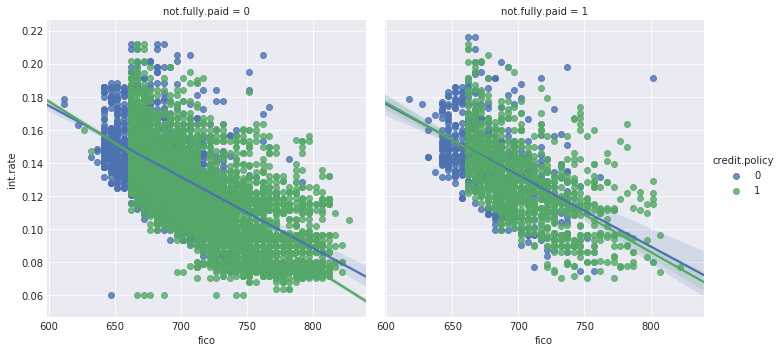 not.fully.paid = 0
not.fully.paid = 1
0.22
0.20
0.18
0.16
0.14
0.12
0.10
0.08
0.06
int.rate
600 650 700 750 800
600 650 700 750 800
fico
fico
credit.policy
0
1